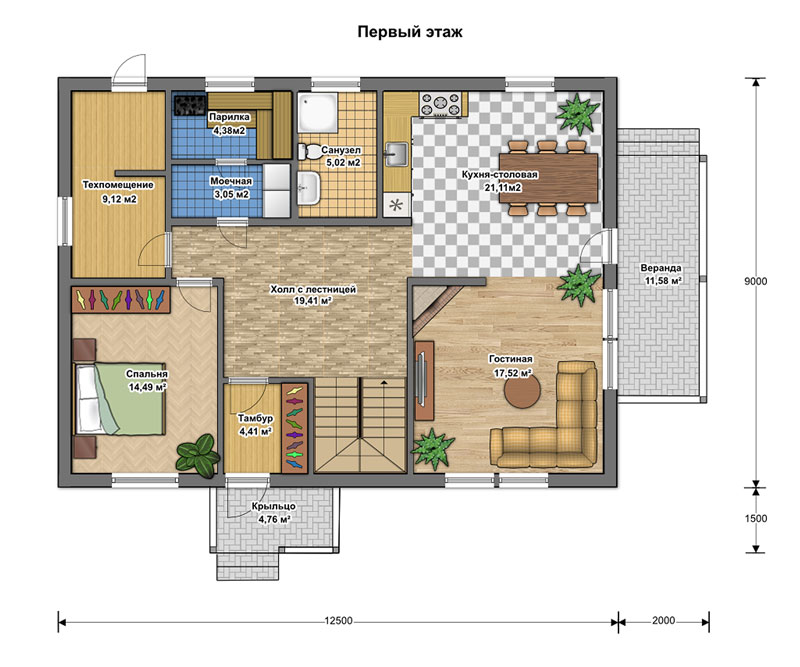 Первый этаж
Парилка
4,38м2
Санузел
5,02 м2
Моечная
3,05 м2
Техпомещение
9,12 м2
Кухня-столовая
21,11м2
Веранда
11,58 м²
9000
Холл с лестницей
19,41 м²
Гостиная
17,52 м²
Спальня
14,49 м²
Тамбур
4,41 м²
Крыльцо
4,76 м²
1500
12500
2000